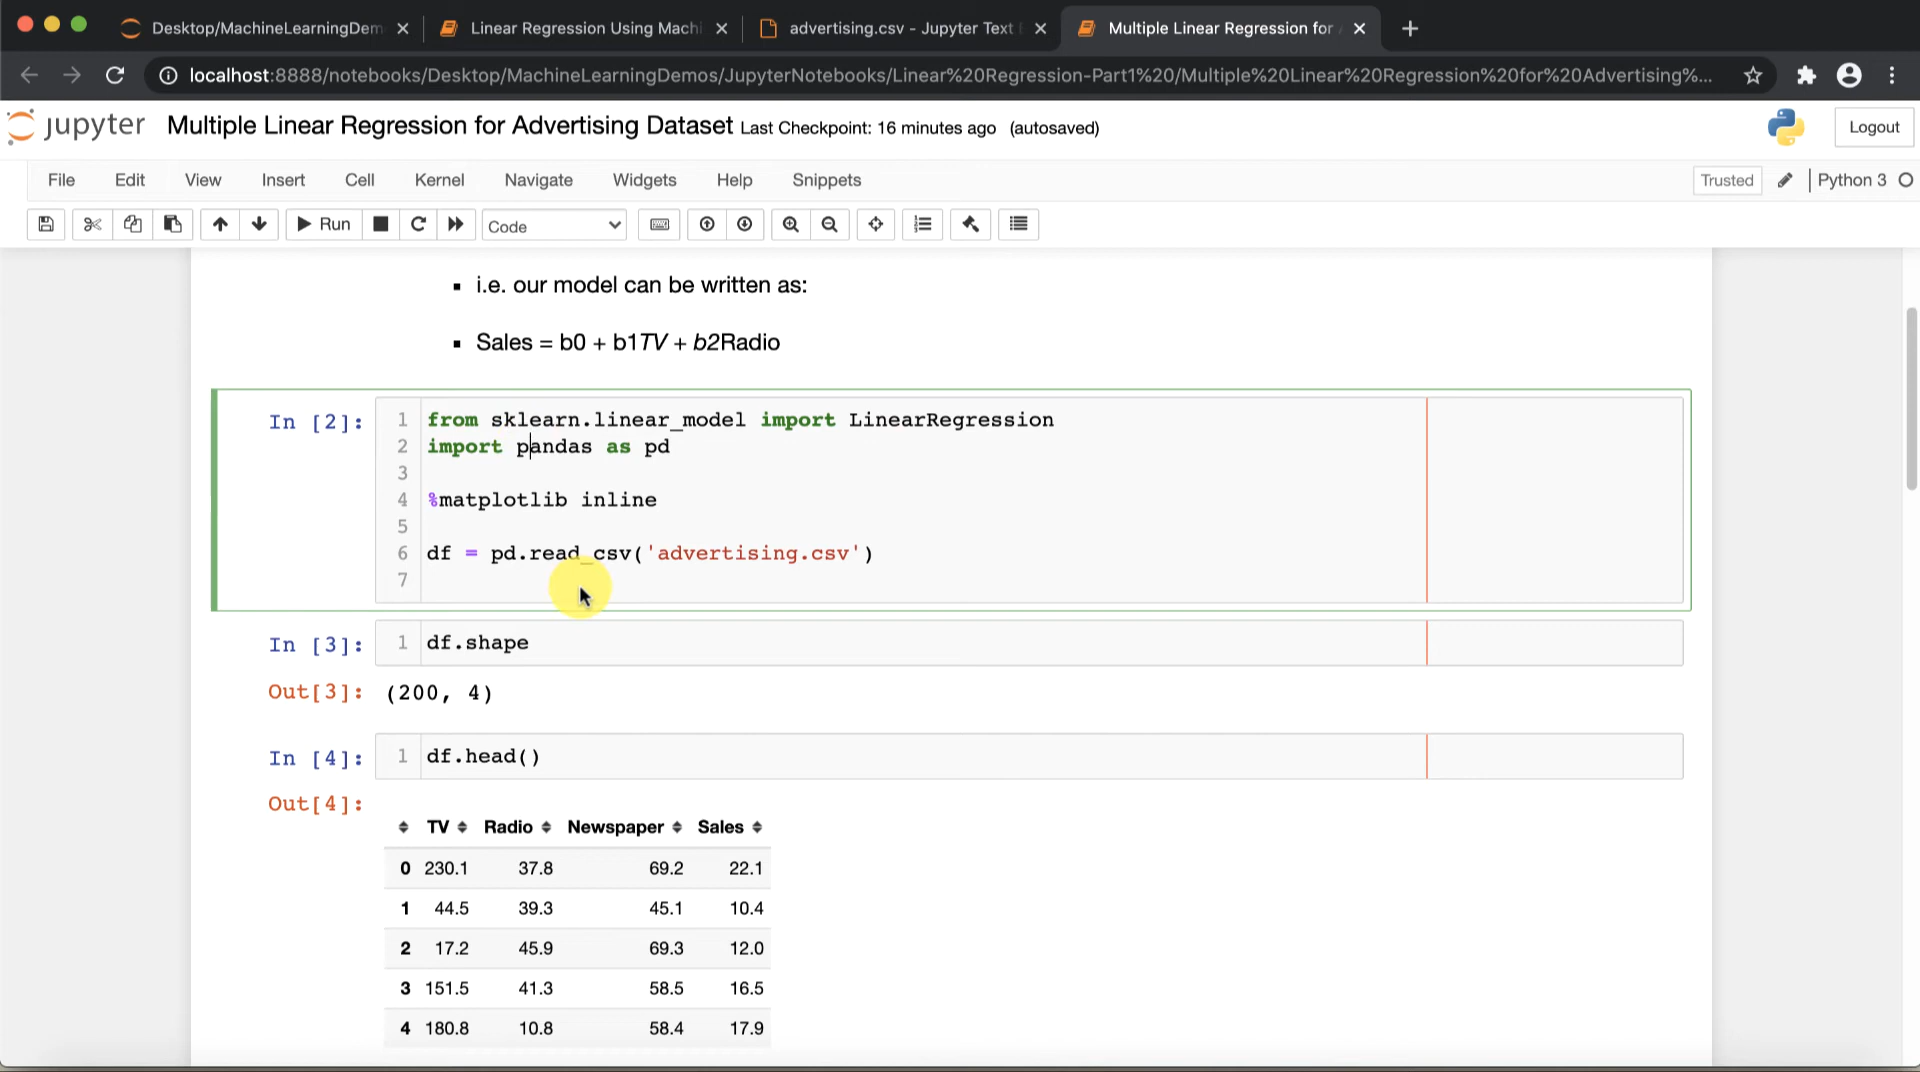 Desktop/MachineLearningDem
Linear Regression Using Machi
advertising.csv - Jupyter Text E
Multiple Linear Regression for A
localhost:8888/notebooks/Desktop/MachineLearningDemos/JupyterNotebooks/Linear%20Regression-Part1%20/Multiple%20Linear%20Regression%20for%20Advertising%...
jupyter Multiple Linear Regression for Advertising Dataset Last Checkpoint: 16 minutes ago (autosaved)
Logout
File Edit View Insert Cell Kernel Navigate Widgets Help Snippets
Trusted Python 3
Run Code
i.e. our model can be written as:
Sales = b0 + b1TV + b2Radio
In [2]:
1 from sklearn.linear_model import LinearRegression
2 import pandas as pd
3
4 %matplotlib inline
5
6 df = pd.read_csv('advertising.csv')
7
In [3]: 1 df.shape
Out[3]: (200, 4)
In [4]: 1 df.head()
Out[4]:
TV Radio Newspaper Sales
0 230.1 37.8 69.2 22.1
1 44.5 39.3 45.1 10.4
2 17.2 45.9 69.3 12.0
3 151.5 41.3 58.5 16.5
4 180.8 10.8 58.4 17.9